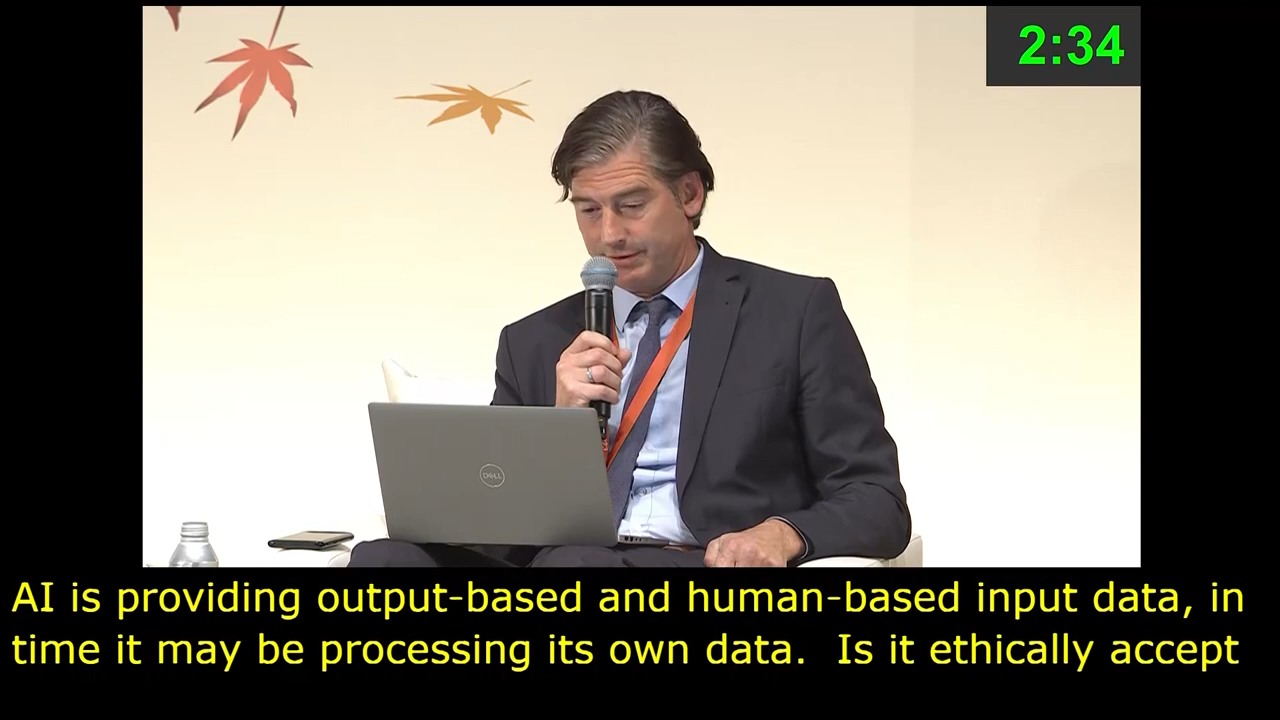 2:34
DELL
AI is providing output-based and human-based input data, in
time it may be processing its own data.  Is it ethically accept